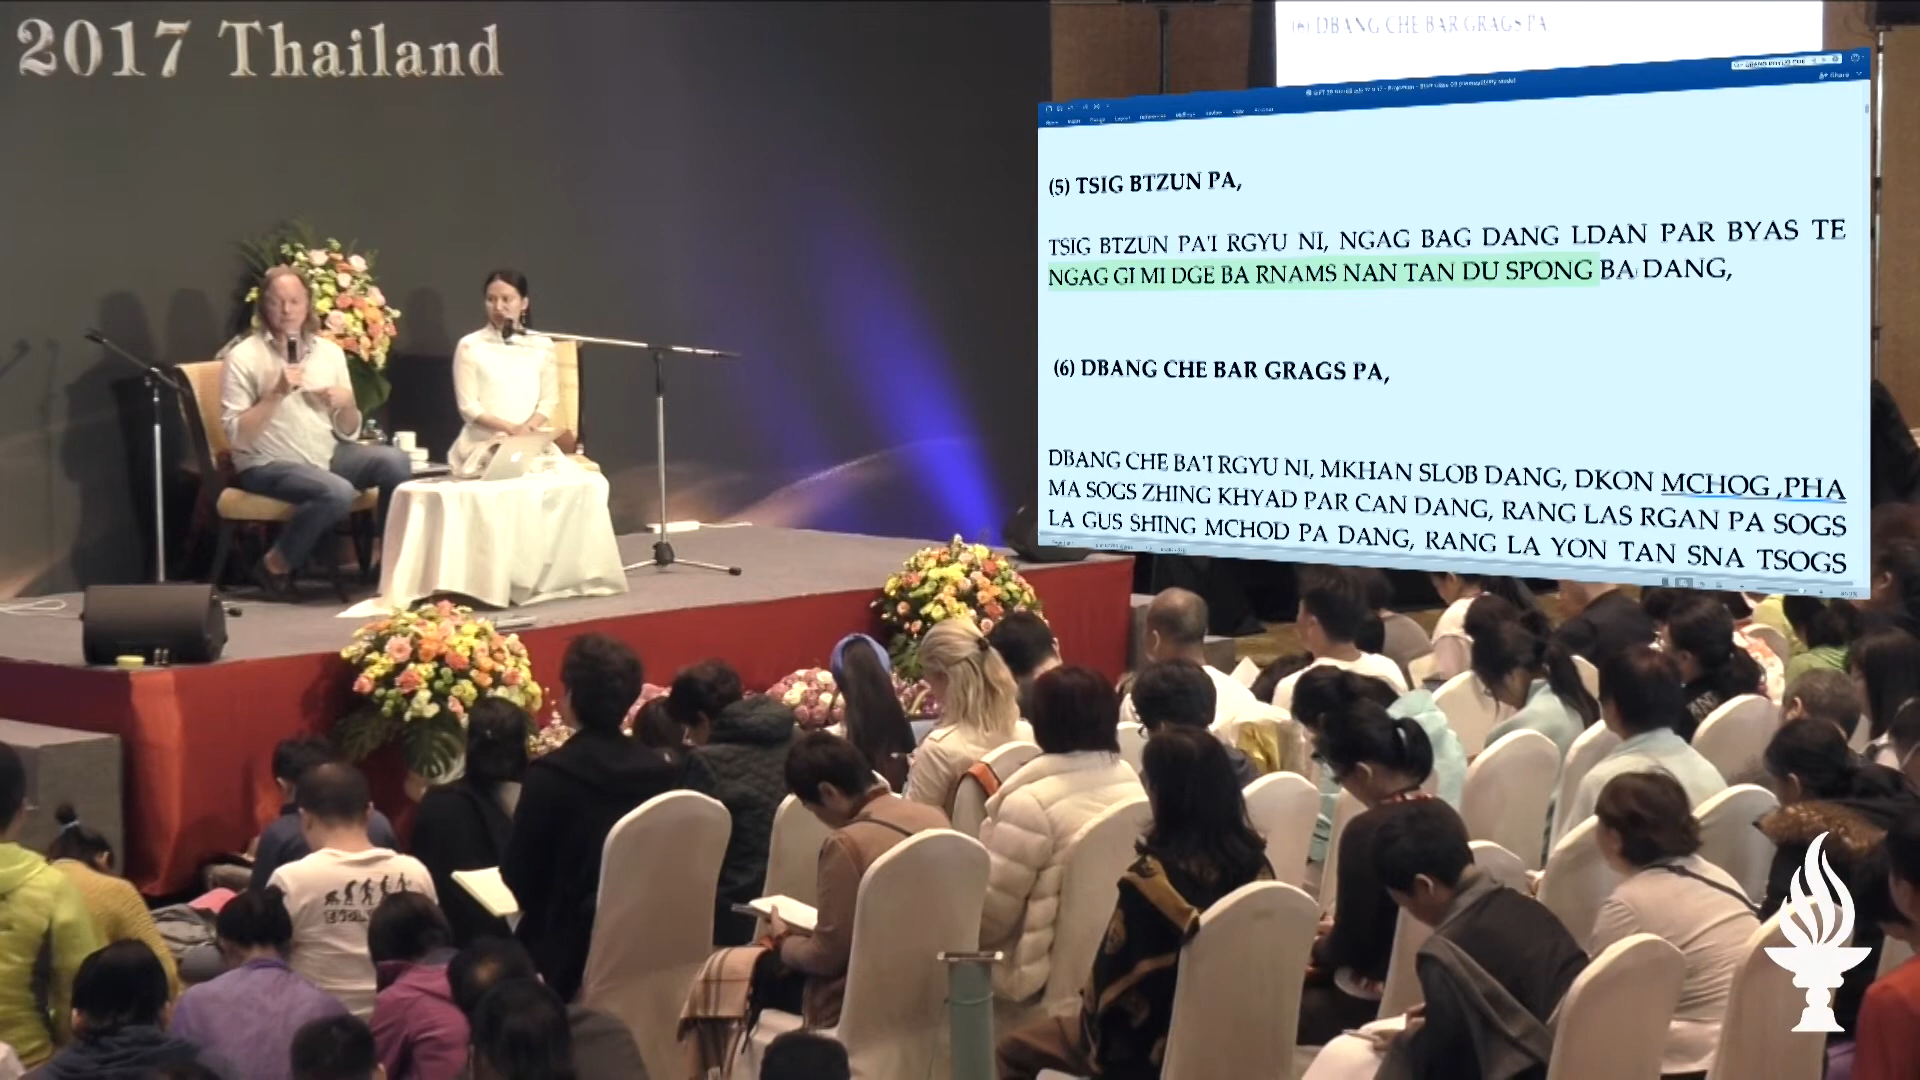 2017 Thailand
(6) DBANG CHE BAR GRAGS PA
Share
(5) TSIG BTZUN PA,
TSIG BTZUN PA'I RGYU NI, NGAG BAG DANG LDAN PAR BYAS TE
NGAG GI MI DGE BA RNAMS NAN TAN DU SPONG BA DANG,
(6) DBANG CHE BAR GRAGS PA,
DBANG CHE BA'I RGYU NI, MKHAN SLOB DANG, DKON MCHOG ,PHA
MA SOGS ZHING KHYAD PAR CAN DANG, RANG LAS RGAN PA SOGS
LA GUS SHING MCHOD PA DANG, RANG LA YON TAN SNA TSOGS